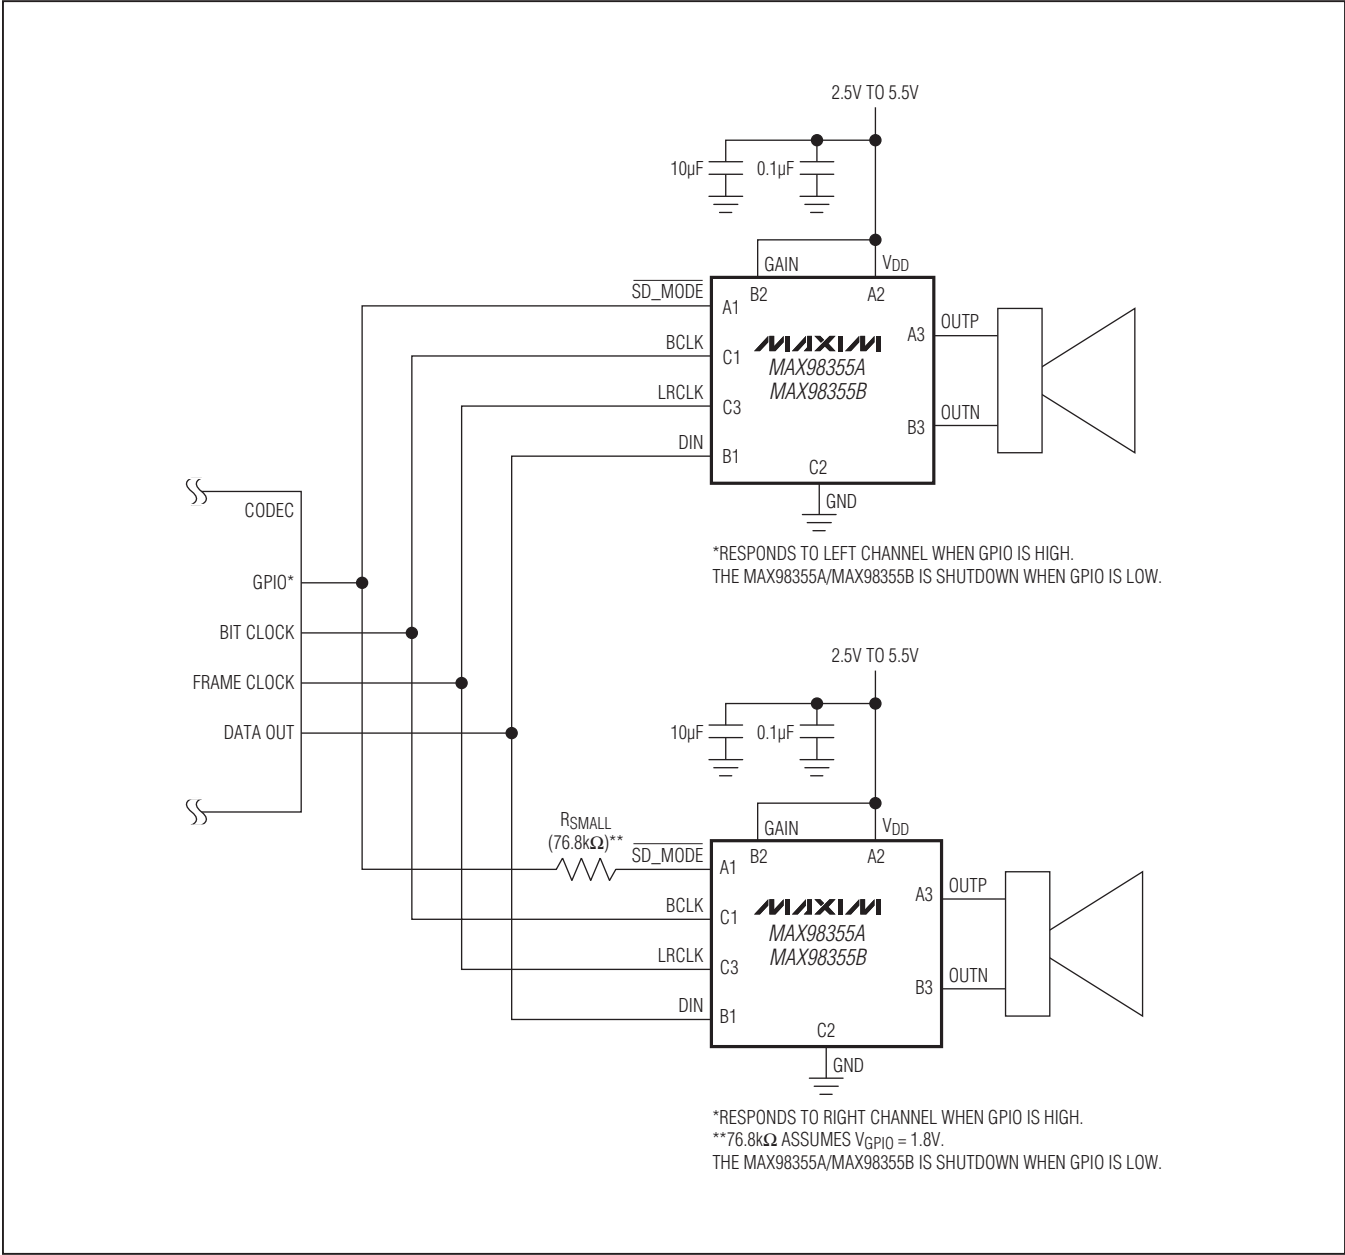 2.5V TO 5.5V
10µF
0.1µF
GAIN
VDD
SD_MODE
A1
B2
A2
BCLK
C1
MAXIM
MAX98355A
MAX98355B
A3
OUTP
LRCLK
C3
DIN
B1
B3
OUTN
C2
GND
*RESPONDS TO LEFT CHANNEL WHEN GPIO IS HIGH.
THE MAX98355A/MAX98355B IS SHUTDOWN WHEN GPIO IS LOW.
CODEC
GPIO*
BIT CLOCK
FRAME CLOCK
DATA OUT
2.5V TO 5.5V
10µF
0.1µF
RSMALL
(76.8kΩ)**
GAIN
VDD
SD_MODE
A1
B2
A2
BCLK
C1
MAXIM
MAX98355A
MAX98355B
A3
OUTP
LRCLK
C3
DIN
B1
B3
OUTN
C2
GND
*RESPONDS TO RIGHT CHANNEL WHEN GPIO IS HIGH.
**76.8kΩ ASSUMES VGPIO = 1.8V.
THE MAX98355A/MAX98355B IS SHUTDOWN WHEN GPIO IS LOW.